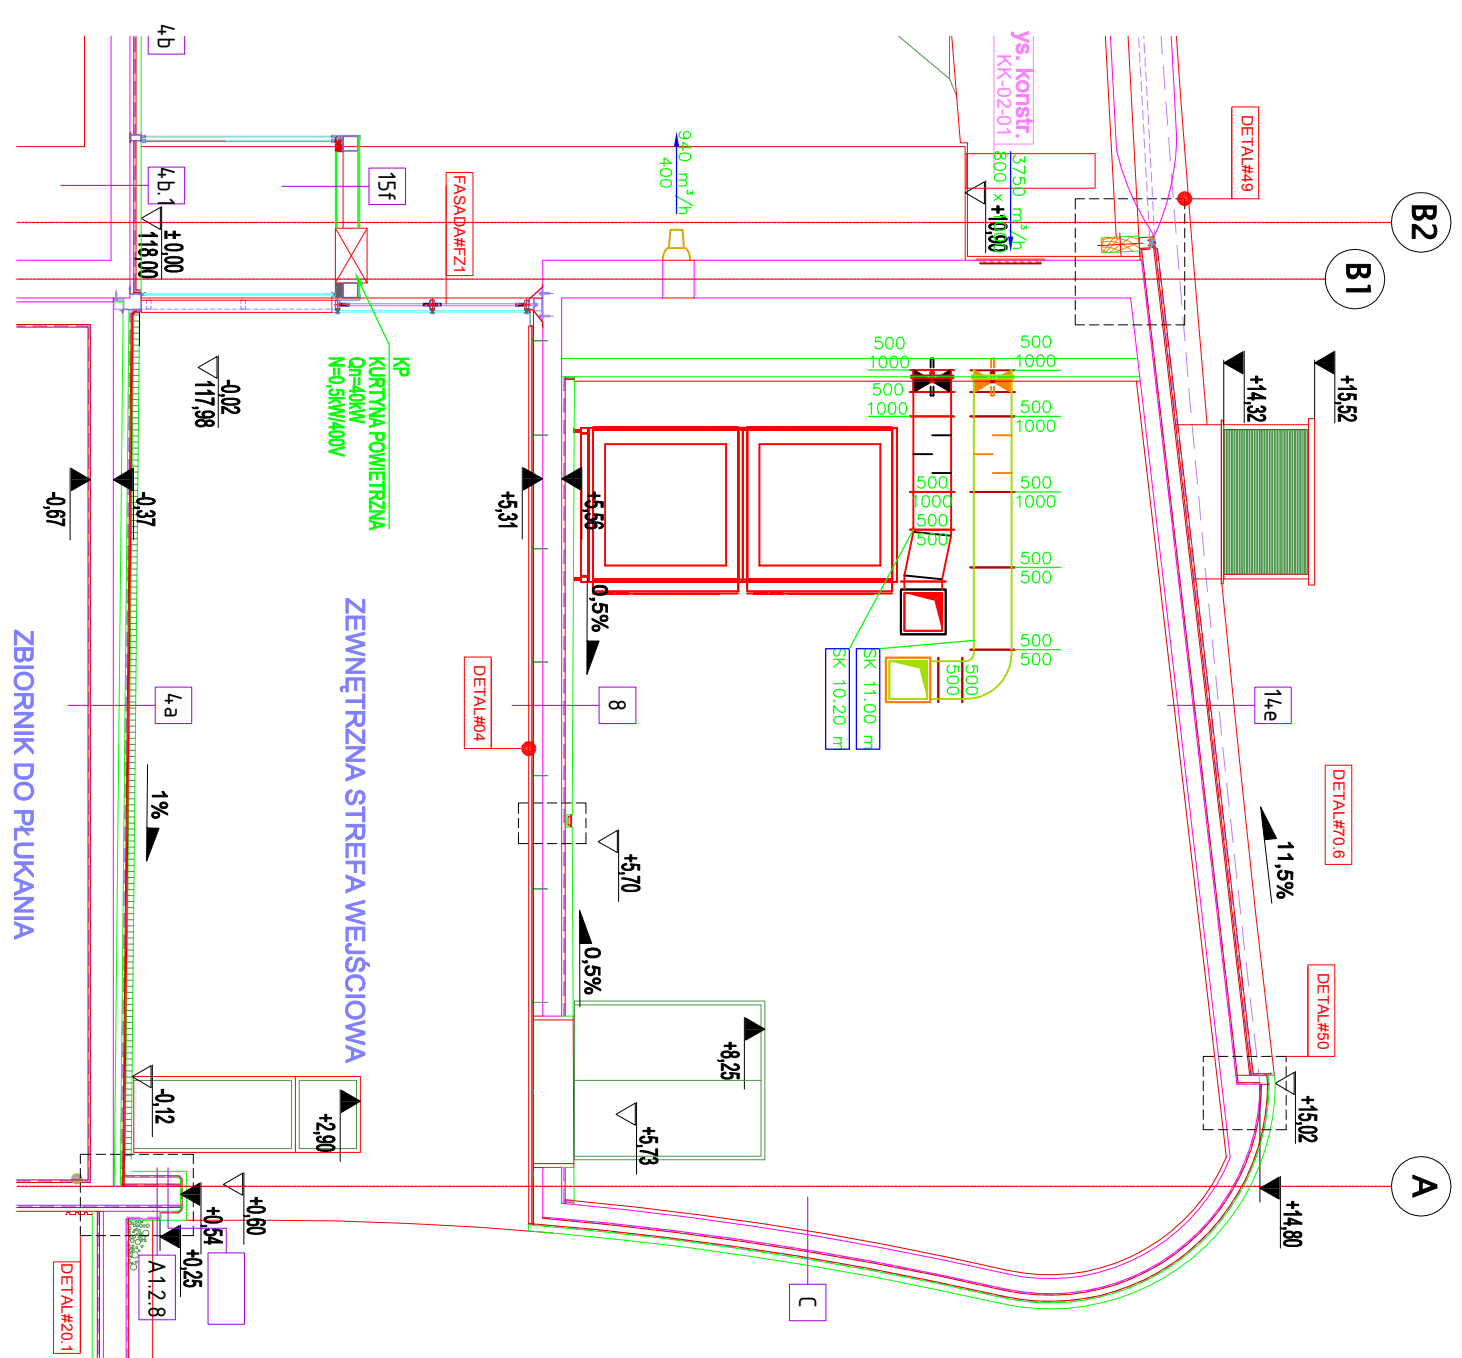 B2
B1
A
DETAL#49
+15,52
+14,32
14e
DETAL#70.6
11,5%
DETAL#50
+15,02
+14,80
ys. konstr.
KK-02-01
3750 m³/h
+10,90
940 m³/h
400
500
1000
500
1000
500
1000
500
1000
500
1000
500
500
500
500
500
1000
500
500
500
500
SK 11.00 m
SK 10.20 m
C
FASADA#FZ1
15f
+5,56
+5,31
0,5%
8
DETAL#04
+5,70
0,5%
+8,25
+5,73
KP
KURTYNA POWIETRZNA
Qn=40KW
N=0,5KW/400V
ZEWNĘTRZNA STREFA WEJŚCIOWA
4b
4b.1
±0,00
118,00
-0,02
117,98
-0,37
-0,67
4a
1%
-0,12
+2,90
+0,60
+0,54
+0,25
A1.2.8
DETAL#20.1
ZBIORNIK DO PŁUKANIA